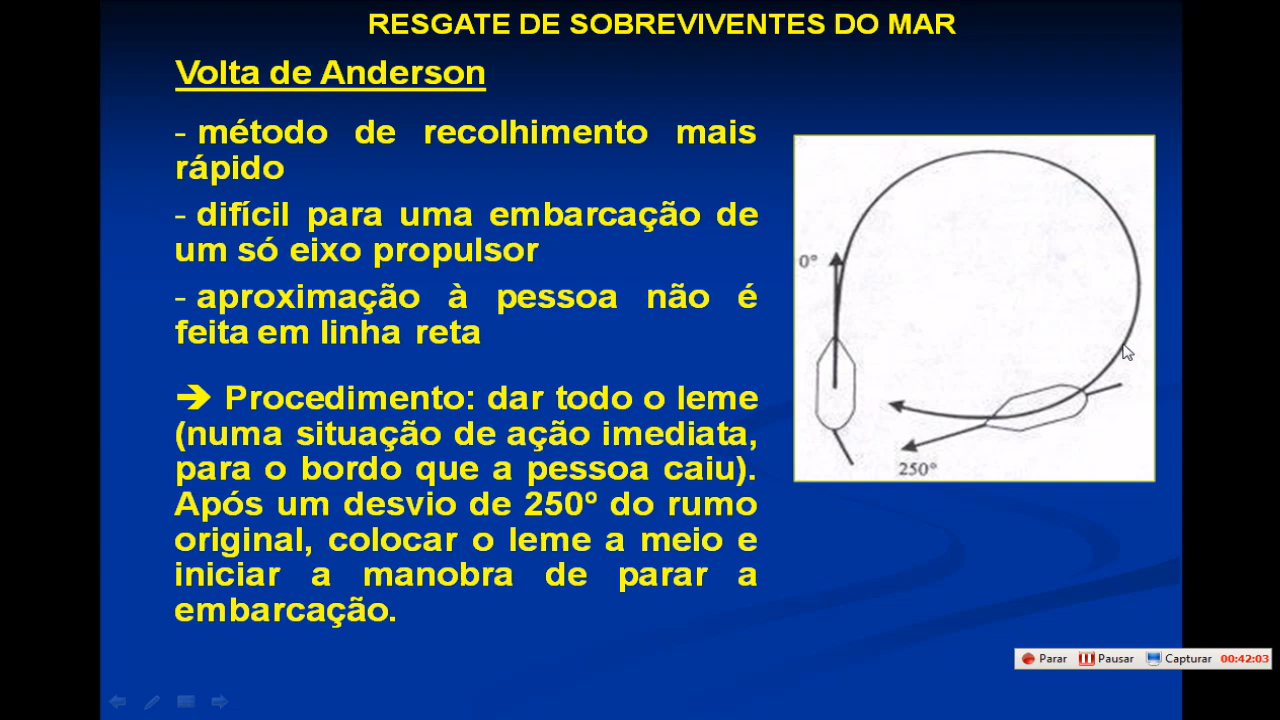 RESGATE DE SOBREVIVENTES DO MAR
Volta de Anderson
- método de recolhimento mais
rápido
- difícil para uma embarcação de
um só eixo propulsor
- aproximação à pessoa não é
feita em linha reta
➔ Procedimento: dar todo o leme
(numa situação de ação imediata,
para o bordo que a pessoa caiu).
Após um desvio de 250º do rumo
original, colocar o leme a meio e
iniciar a manobra de parar a
embarcação.
0°
250°
Parar Pausar Capturar 00:42:03